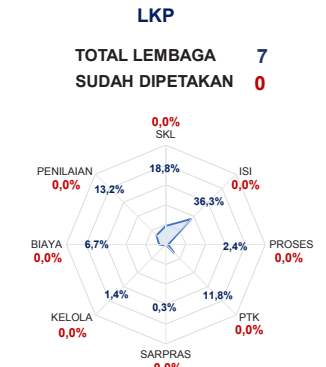 LKP
TOTAL LEMBAGA 7
SUDAH DIPETAKAN 0
0,0%
SKL
18,8%
PENILAIAN
0,0%
13,2%
ISI
0,0%
36,3%
BIAYA
0,0%
6,7%
2,4%
PROSES
0,0%
1,4%
KELOLA
0,0%
0,3%
11,8%
PTK
0,0%
SARPRAS
0,0%